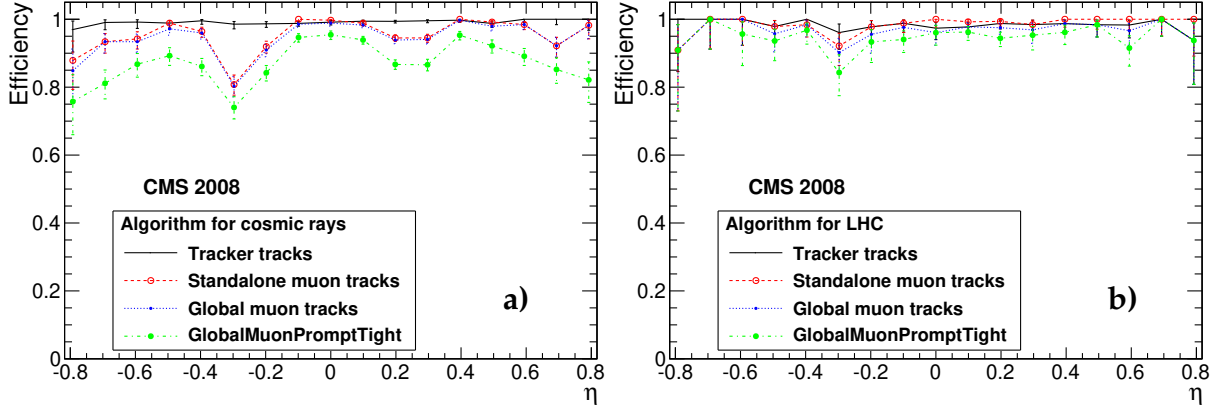 Efficiency
1
0.8
0.6
0.4
0.2
0
CMS 2008
Algorithm for cosmic rays
Tracker tracks
Standalone muon tracks
Global muon tracks
GlobalMuonPromptTight
a)
-0.8 -0.6 -0.4 -0.2 0 0.2 0.4 0.6 0.8
η
Efficiency
1
0.8
0.6
0.4
0.2
0
CMS 2008
Algorithm for LHC
Tracker tracks
Standalone muon tracks
Global muon tracks
GlobalMuonPromptTight
b)
-0.8 -0.6 -0.4 -0.2 0 0.2 0.4 0.6 0.8
η